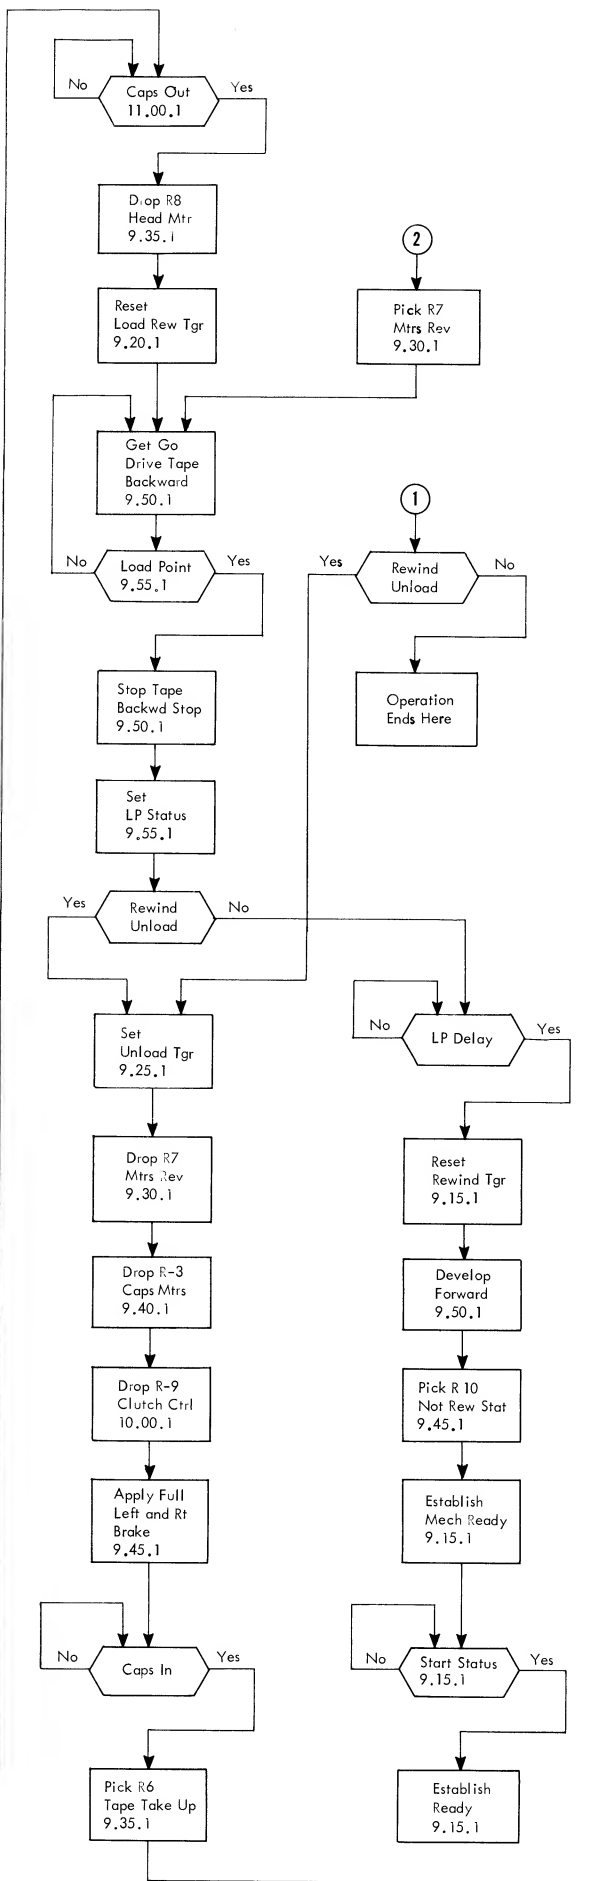 Caps Out
11.00.1
No
Yes
Drop R8
Head Mtr
9.35.1
Reset
Load Rew Tgr
9.20.1
2
Pick R7
Mtrs Rev
9.30.1
Get Go
Drive Tape
Backward
9.50.1
Load Point
9.55.1
No
Yes
1
Rewind
Unload
Yes
No
Operation
Ends Here
Stop Tape
Backwd Stop
9.50.1
Set
LP Status
9.55.1
Rewind
Unload
Yes
No
Set
Unload Tgr
9.25.1
Drop R7
Mtrs Rev
9.30.1
Drop R-3
Caps Mtrs
9.40.1
Drop R-9
Clutch Ctrl
10.00.1
Apply Full
Left and Rt
Brake
9.45.1
Caps In
No
Yes
Pick R6
Tape Take Up
9.35.1
LP Delay
No
Yes
Reset
Rewind Tgr
9.15.1
Develop
Forward
9.50.1
Pick R 10
Not Rew Stat
9.45.1
Establish
Mech Ready
9.15.1
Start Status
9.15.1
No
Yes
Establish
Ready
9.15.1